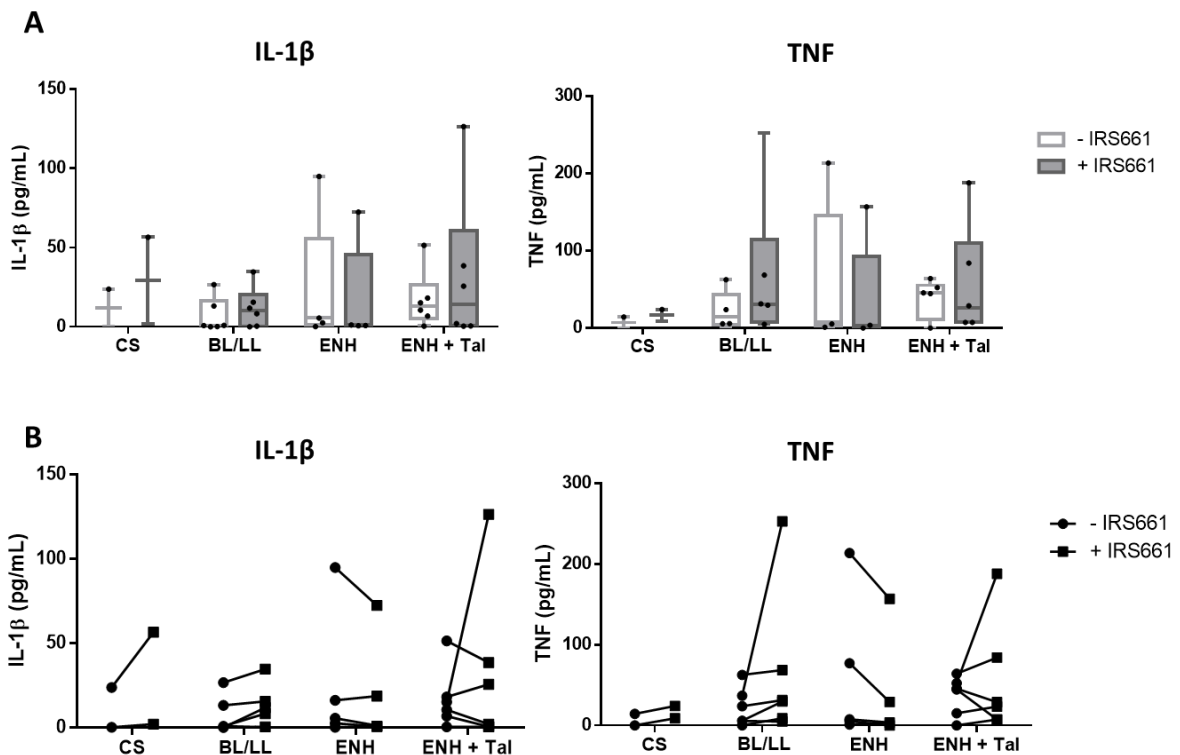 A
IL-1β
TNF
150
100
50
0
IL-1β (pg/mL)
CS
BL/LL
ENH
ENH + Tal
300
200
100
0
TNF (pg/mL)
CS
BL/LL
ENH
ENH + Tal
- IRS661
+ IRS661
B
IL-1β
TNF
150
100
50
0
IL-1β (pg/mL)
CS
BL/LL
ENH
ENH + Tal
300
200
100
0
TNF (pg/mL)
CS
BL/LL
ENH
ENH + Tal
- IRS661
+ IRS661